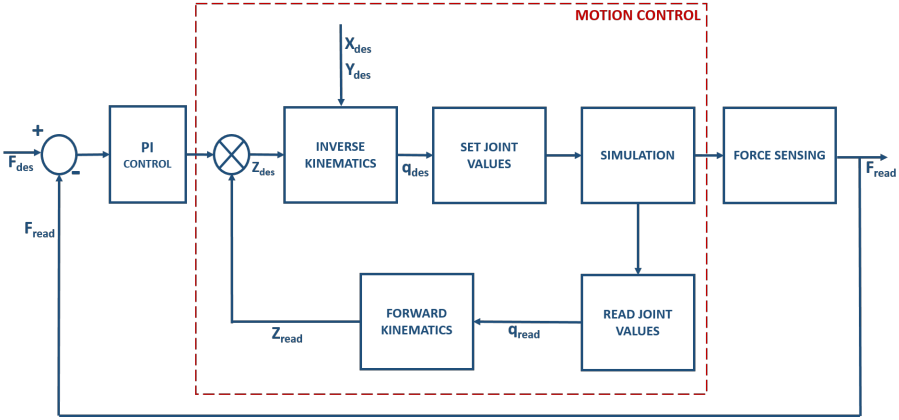 MOTION CONTROL
Xdes
Ydes
+
Fdes
-
PI
CONTROL
Zdes
INVERSE
KINEMATICS
qdes
SET JOINT
VALUES
SIMULATION
FORCE SENSING
Fread
Fread
Zread
FORWARD
KINEMATICS
qread
READ JOINT
VALUES